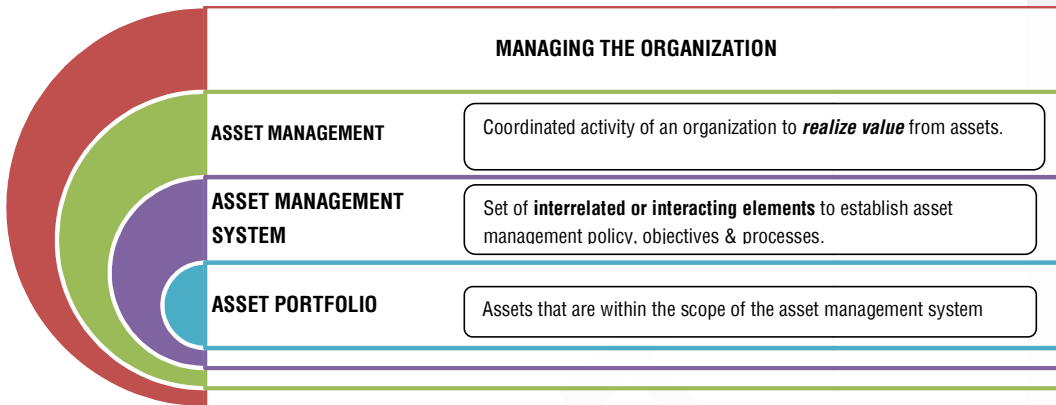 MANAGING THE ORGANIZATION
ASSET MANAGEMENT
Coordinated activity of an organization to realize value from assets.
ASSET MANAGEMENT
SYSTEM
Set of interrelated or interacting elements to establish asset
management policy, objectives & processes.
ASSET PORTFOLIO
Assets that are within the scope of the asset management system